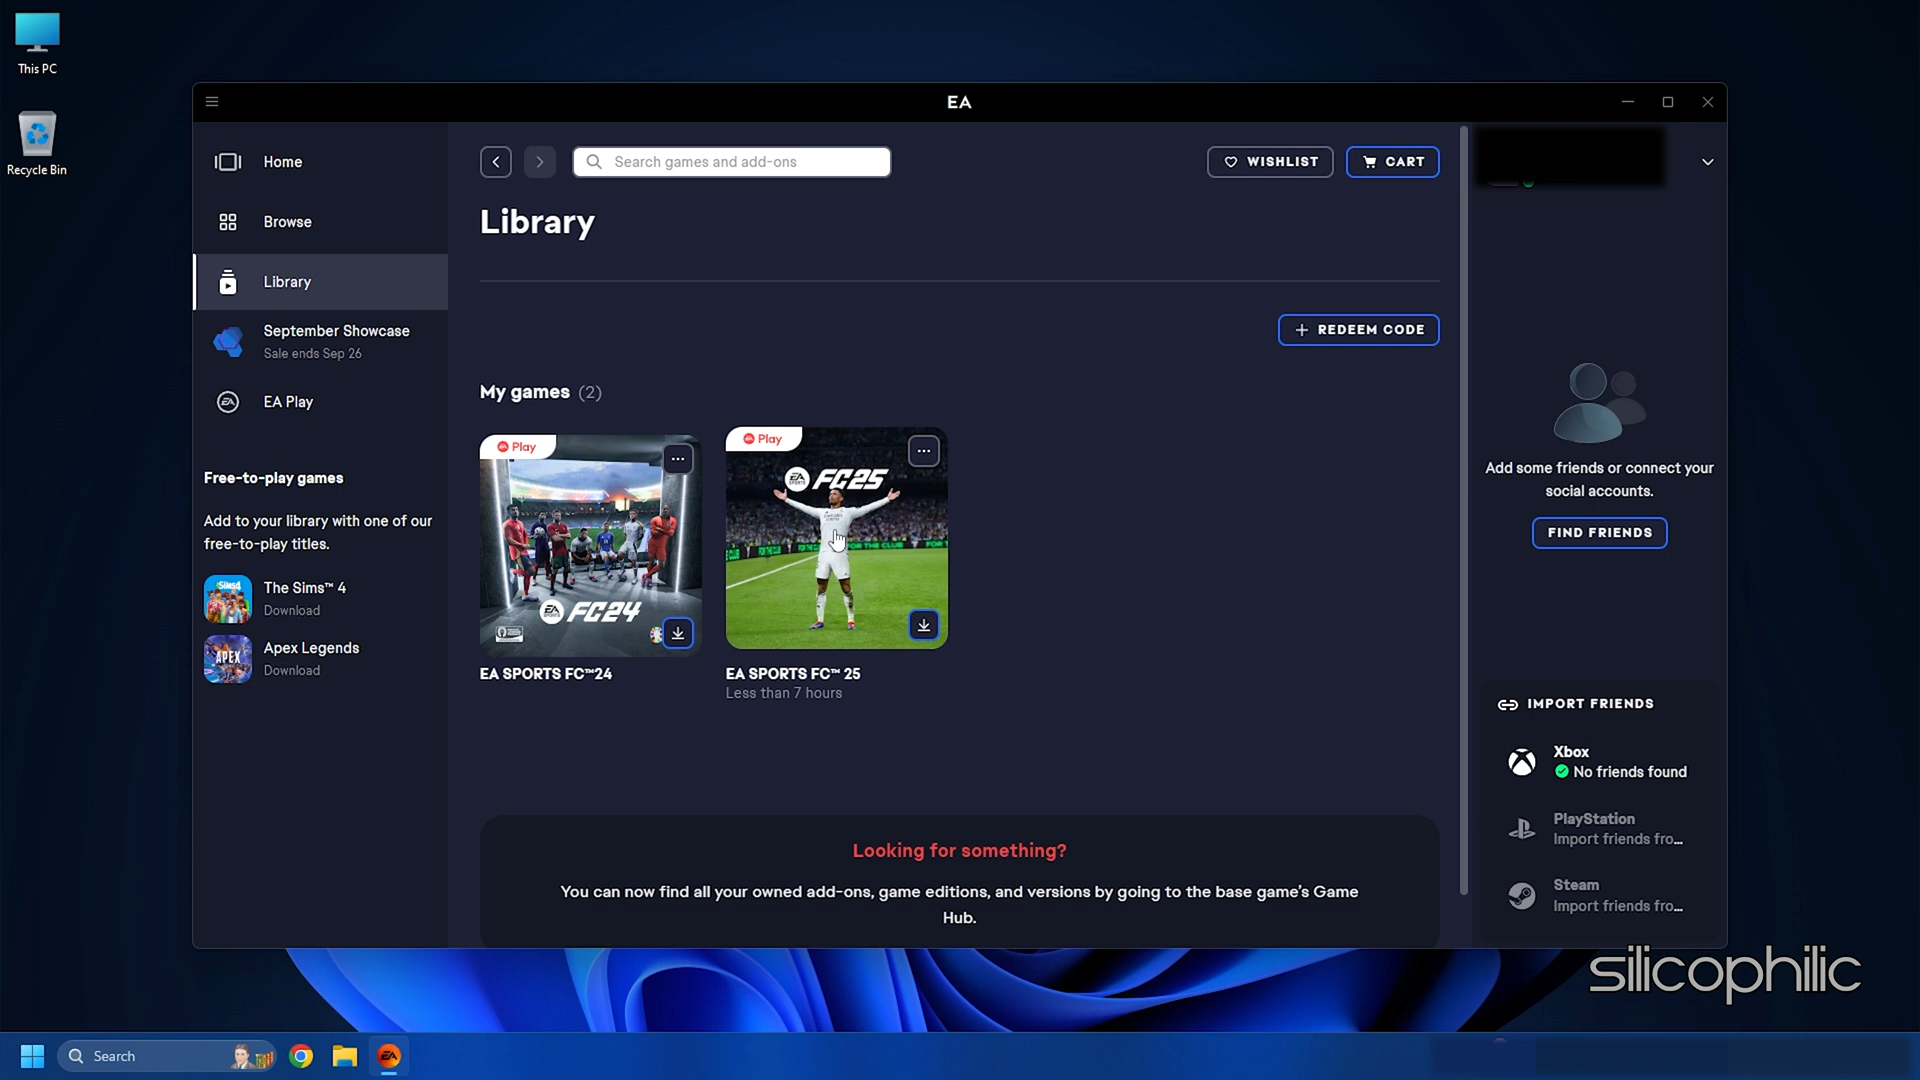 This PC
Recycle Bin
EA
Home
Browse
Library
September Showcase
Sale ends Sep 26
EA Play
Free-to-play games
Add to your library with one of our
free-to-play titles.
The Sims™ 4
Download
Apex Legends
Download
Search games and add-ons
WISHLIST
CART
Library
REDEEM CODE
My games (2)
Play
FC24
EA SPORTS FC™24
Play
EA SPORTS
FC25
FOR THE CLUB
EA SPORTS FC™ 25
Less than 7 hours
Looking for something?
You can now find all your owned add-ons, game editions, and versions by going to the base game's Game
Hub.
Add some friends or connect your
social accounts.
FIND FRIENDS
IMPORT FRIENDS
Xbox
No friends found
PlayStation
Import friends fro...
Steam
Import friends fro...
silicophilic
Search